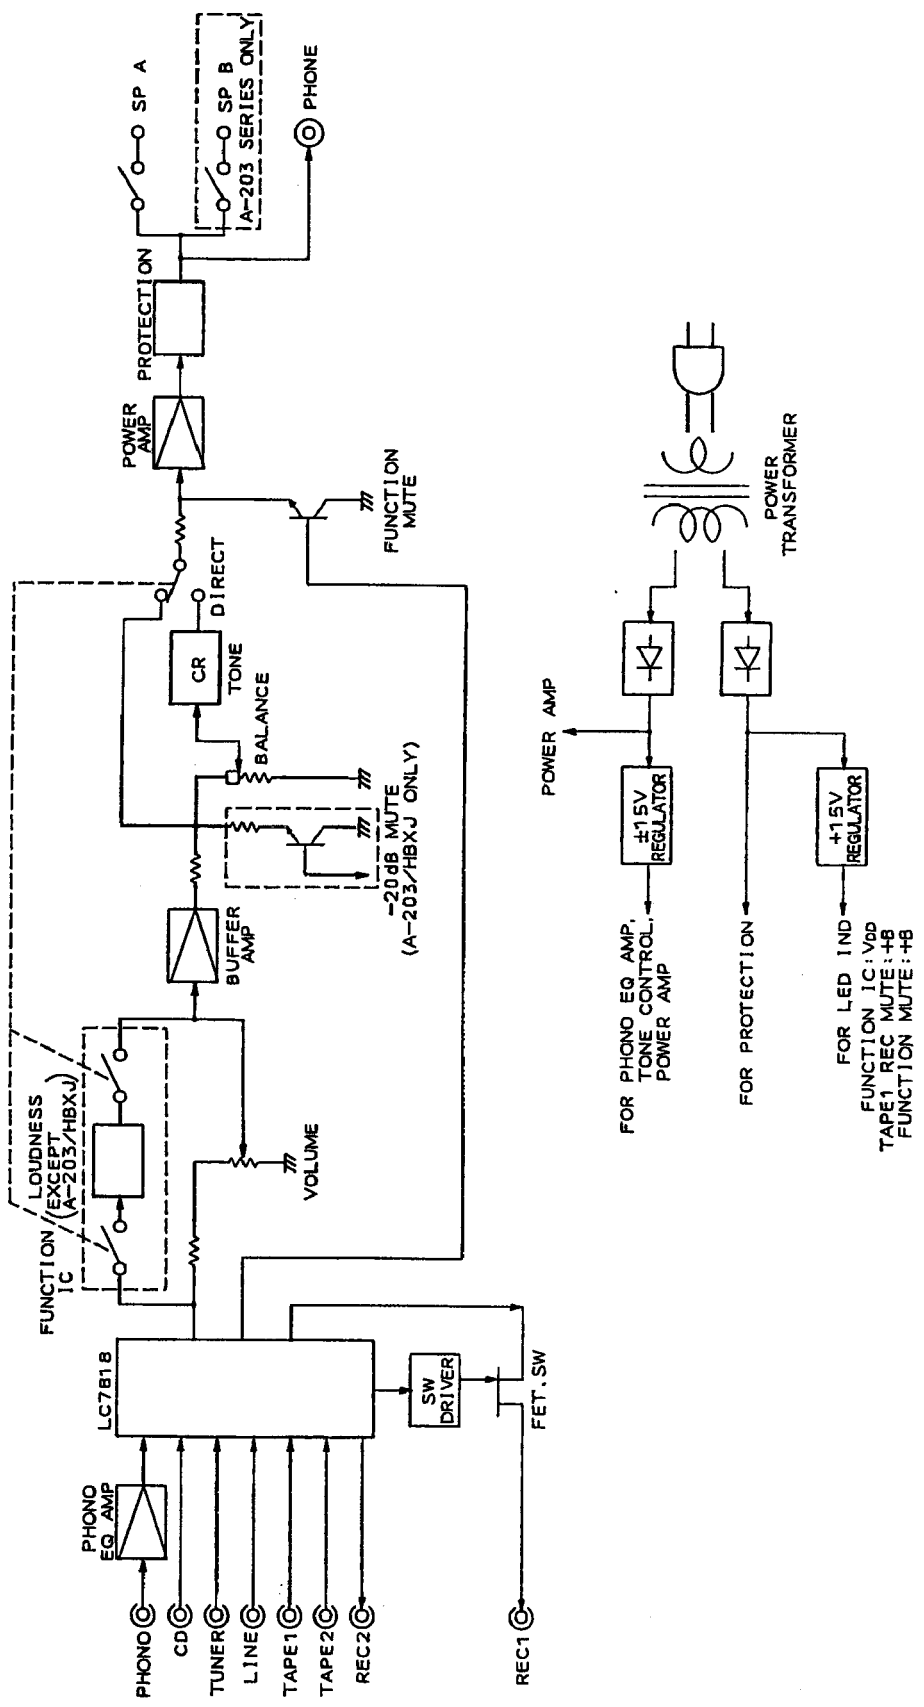 PHONO
CD
TUNER
LINE
TAPE1
TAPE2
REC2
REC1
PHONO
EQ AMP
LC7818
FUNCTION
IC
SW
DRIVER
FET.SW
LOUDNESS
(EXCEPT
A-203/HBXJ)
VOLUME
BUFFER
AMP
-20dB MUTE
(A-203/HBXJ ONLY)
BALANCE
CR
TONE
DIRECT
FUNCTION
MUTE
POWER
AMP
PROTECTION
SP A
SP B
(A-203 SERIES ONLY)
PHONE
POWER
TRANSFORMER
POWER AMP
±15V
REGULATOR
+15V
REGULATOR
FOR PHONO EQ AMP,
TONE CONTROL,
POWER AMP
FOR PROTECTION
FOR LED IND
FUNCTION IC:VDD
TAPE1 REC MUTE:+B
FUNCTION MUTE:+B